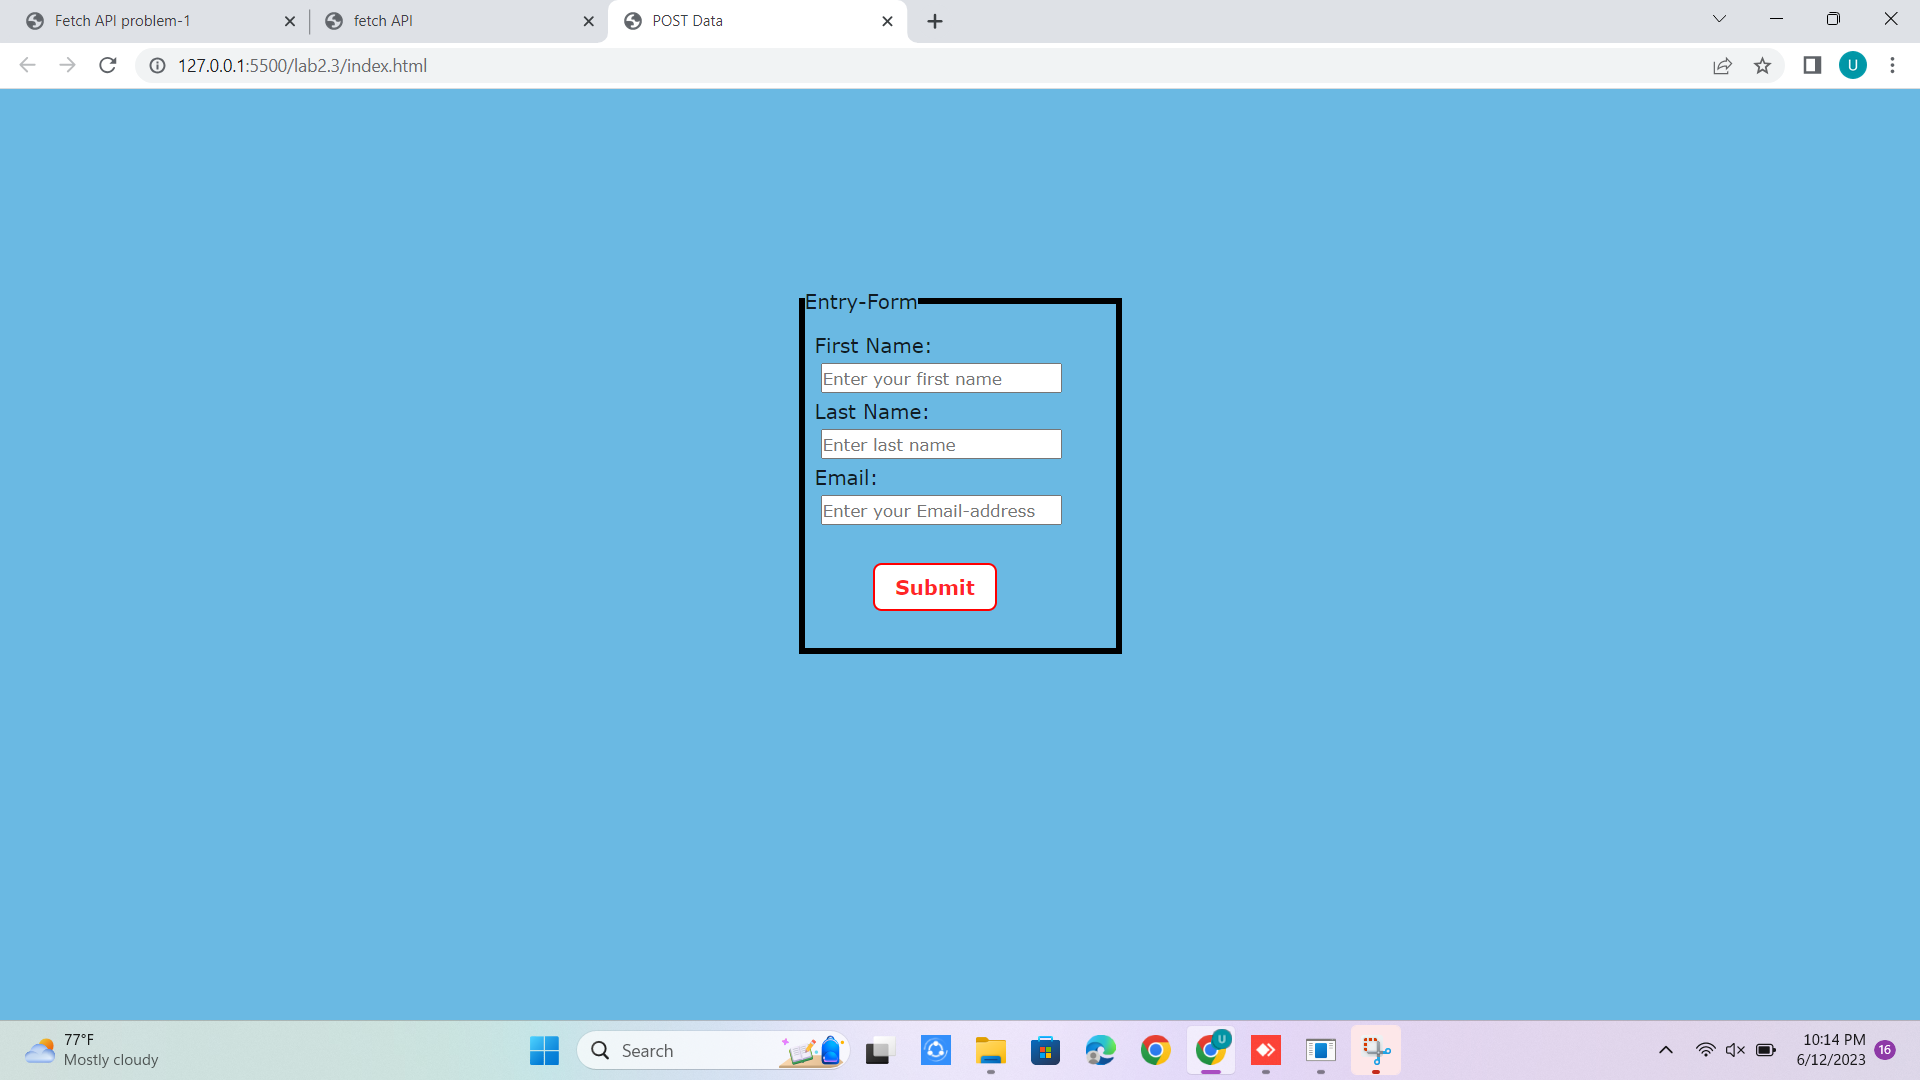 Fetch API problem-1
fetch API
POST Data
127.0.0.1:5500/lab2.3/index.html
U
Entry-Form
First Name:
Enter your first name
Last Name:
Enter last name
Email:
Enter your Email-address
Submit
77°F
Mostly cloudy
Search
U
10:14 PM
6/12/2023
16